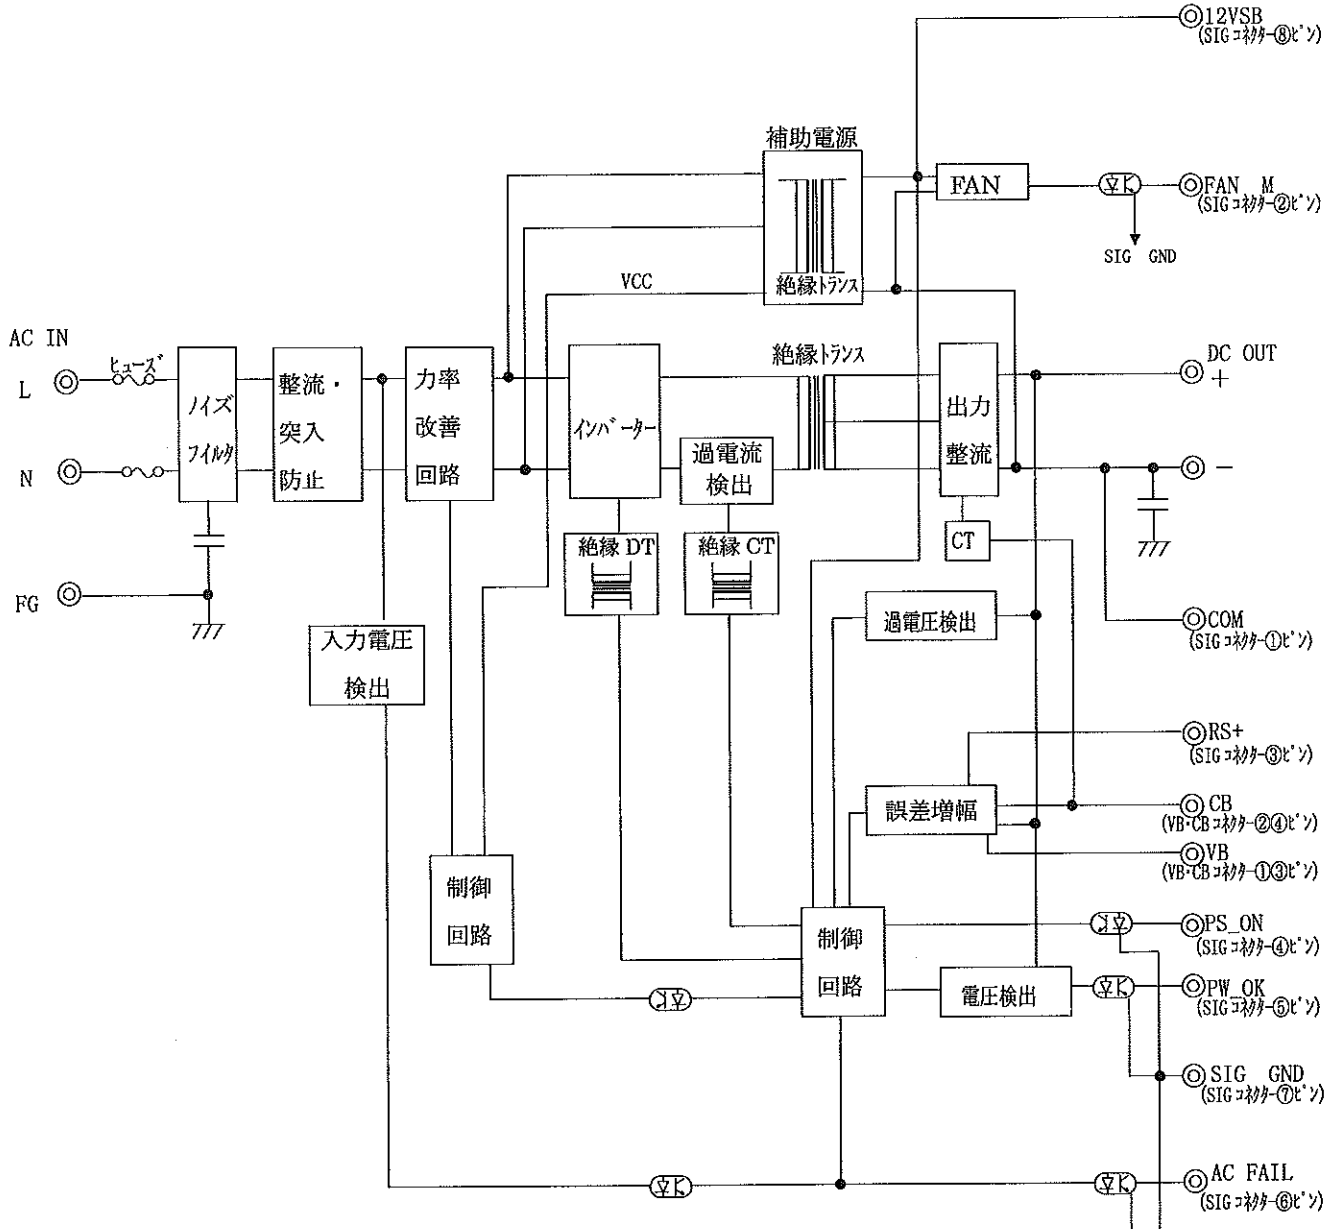 12VSB
(SIGコネクター⑧ピン)
補助電源
FAN
FAN M
(SIGコネクター②ピン)
SIG GND
絶縁トランス
VCC
AC IN
ヒューズ
L
N
FG
ノイズ
フイルタ
整流・
突入
防止
力率
改善
回路
インバーター
過電流
検出
絶縁トランス
出力
整流
DC OUT
+
-
絶縁 DT
絶縁 CT
CT
過電圧検出
COM
(SIGコネクター①ピン)
入力電圧
検出
RS+
(SIGコネクター③ピン)
誤差増幅
CB
(VB・CBコネクター②④ピン)
VB
(VB・CBコネクター①③ピン)
制御
回路
制御
回路
PS_ON
(SIGコネクター④ピン)
電圧検出
PW_OK
(SIGコネクター⑤ピン)
SIG GND
(SIGコネクター⑦ピン)
AC FAIL
(SIGコネクター⑥ピン)